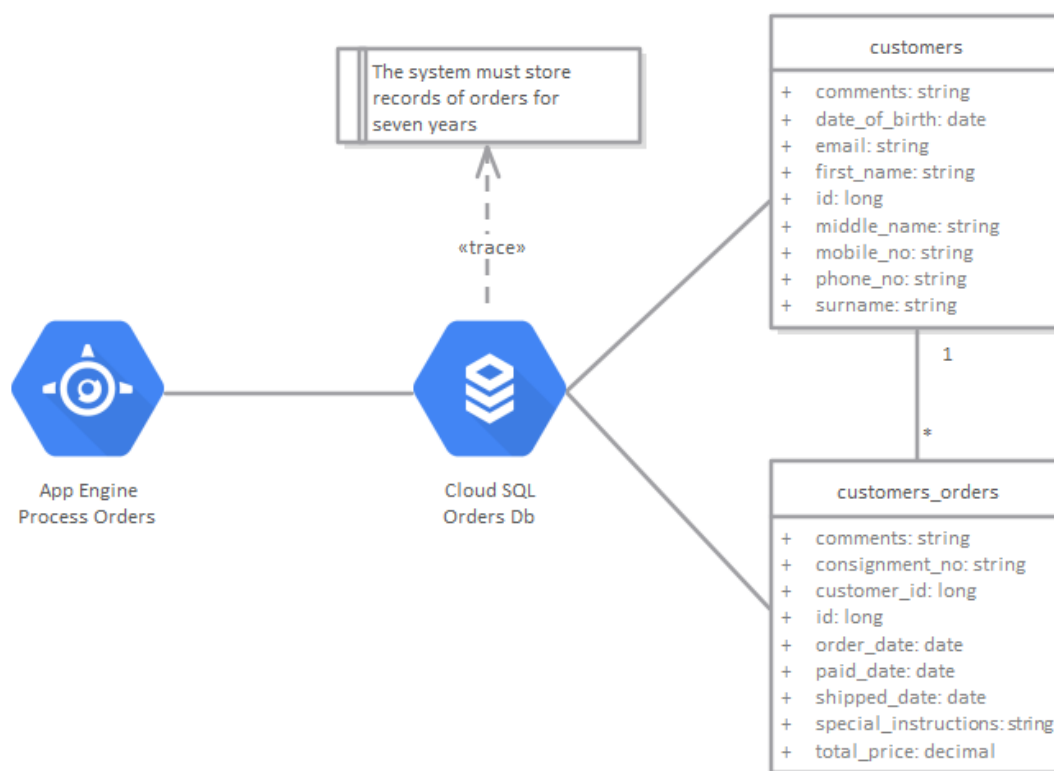 The system must store
records of orders for
seven years
«trace»
App Engine
Process Orders
Cloud SQL
Orders Db
customers
+ comments: string
+ date_of_birth: date
+ email: string
+ first_name: string
+ id: long
+ middle_name: string
+ mobile_no: string
+ phone_no: string
+ surname: string
1
*
customers_orders
+ comments: string
+ consignment_no: string
+ customer_id: long
+ id: long
+ order_date: date
+ paid_date: date
+ shipped_date: date
+ special_instructions: string
+ total_price: decimal